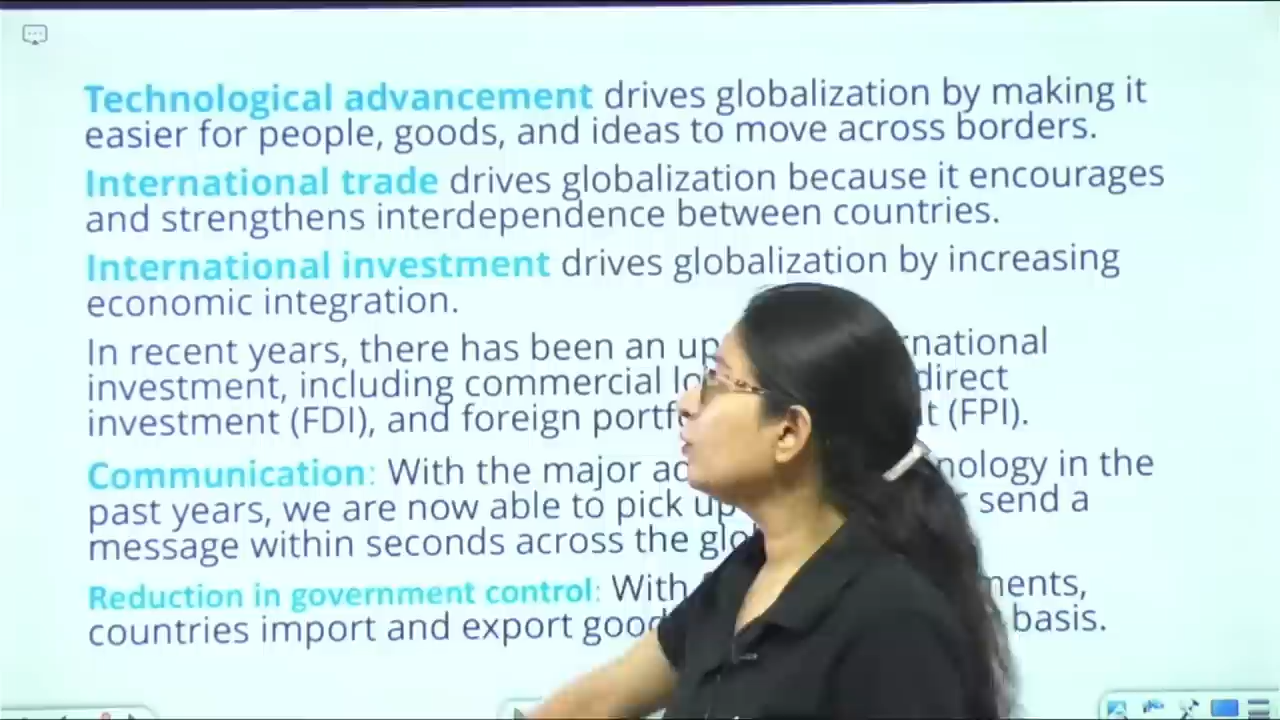 Technological advancement drives globalization by making it
easier for people, goods, and ideas to move across borders.
International trade drives globalization because it encourages
and strengthens interdependence between countries.
International investment drives globalization by increasing
economic integration.
In recent years, there has been an
investment, including commercial direct
investment (FDI), and foreign (FPI).
Communication: With the major in the
past years, we are now able to pick up send a
message within seconds across the
Reduction in government control: With
countries import and export basis.